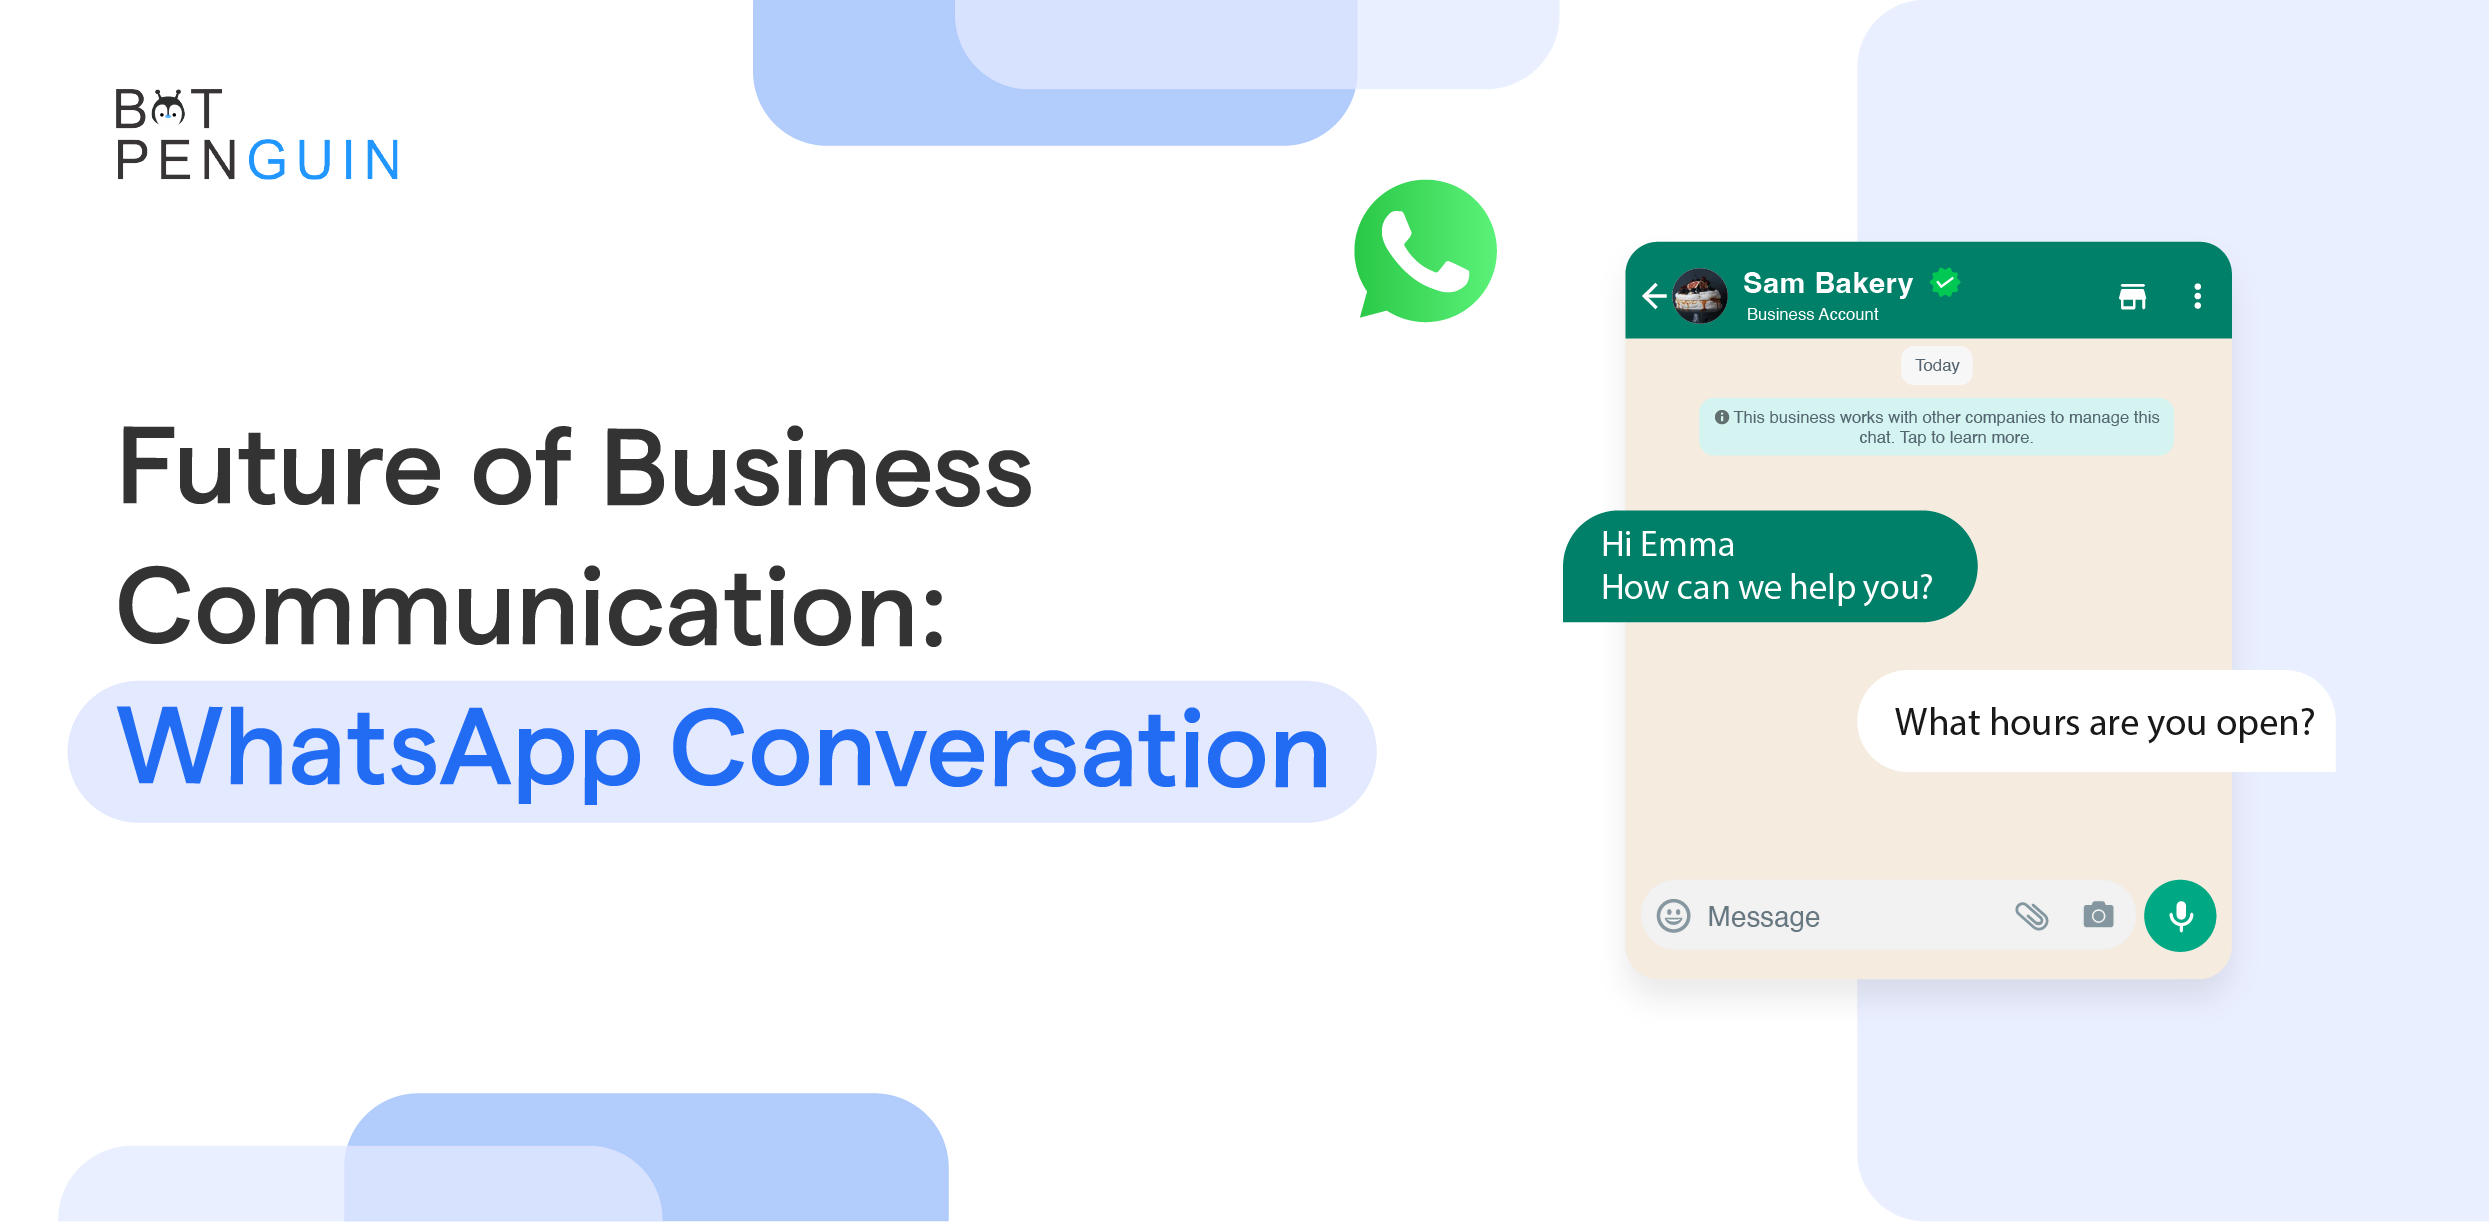 BOT
PENGUIN
Future of Business
Communication:
WhatsApp Conversation
Sam Bakery
Business Account
Today
This business works with other companies to manage this
chat. Tap to learn more.
Hi Emma
How can we help you?
What hours are you open?
Message